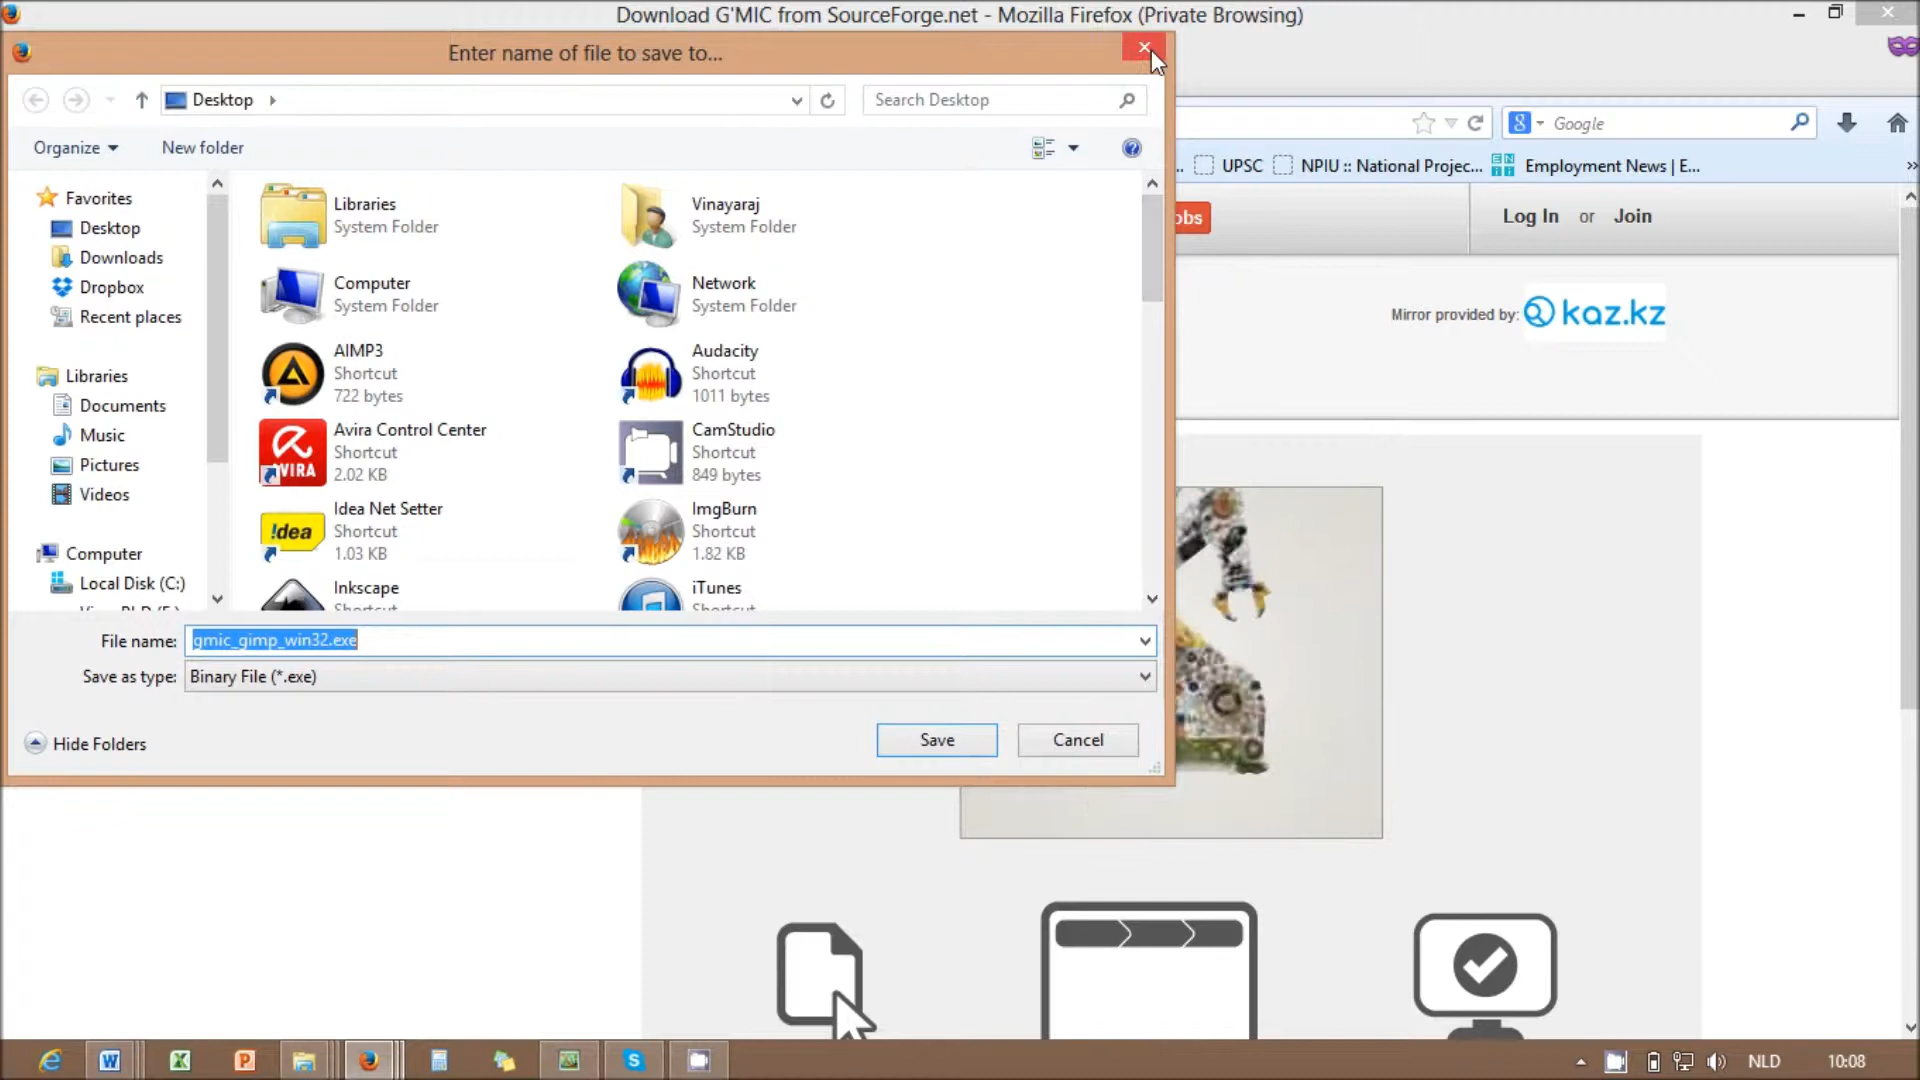 Download G'MIC from SourceForge.net - Mozilla Firefox (Private Browsing)
Enter name of file to save to...
Desktop
Search Desktop
Google
Organize
New folder
UPSC
NPIU :: National Projec...
Employment News | E...
Favorites
Desktop
Downloads
Dropbox
Recent places
Libraries
Documents
Music
Pictures
Videos
Computer
Local Disk (C:)
Libraries
System Folder
Vinayaraj
System Folder
Computer
System Folder
Network
System Folder
AIMP3
Shortcut
722 bytes
Audacity
Shortcut
1011 bytes
AVIRA
Avira Control Center
Shortcut
2.02 KB
CamStudio
Shortcut
849 bytes
!dea
Idea Net Setter
Shortcut
1.03 KB
ImgBurn
Shortcut
1.82 KB
Inkscape
Shortcut
iTunes
Shortcut
File name:
gmic_gimp_win32.exe
Save as type:
Binary File (*.exe)
Hide Folders
Save
Cancel
obs
Log In or Join
Mirror provided by: kaz.kz
NLD
10:08